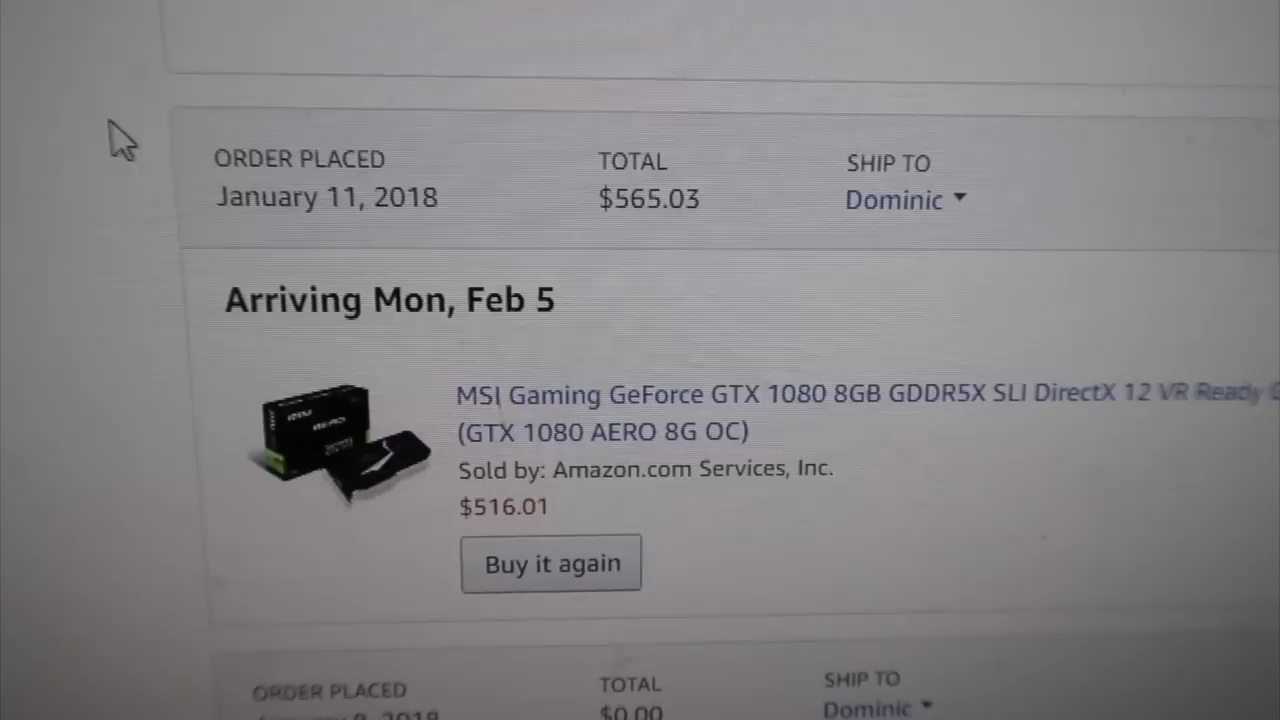 ORDER PLACED TOTAL SHIP TO
January 11, 2018 $565.03 Dominic
Arriving Mon, Feb 5
MSI Gaming GeForce GTX 1080 8GB GDDR5X SLI DirectX 12 VR Ready
(GTX 1080 AERO 8G OC)
Sold by: Amazon.com Services, Inc.
$516.01
Buy it again
ORDER PLACED TOTAL SHIP TO
2018 $0.00 Dominic